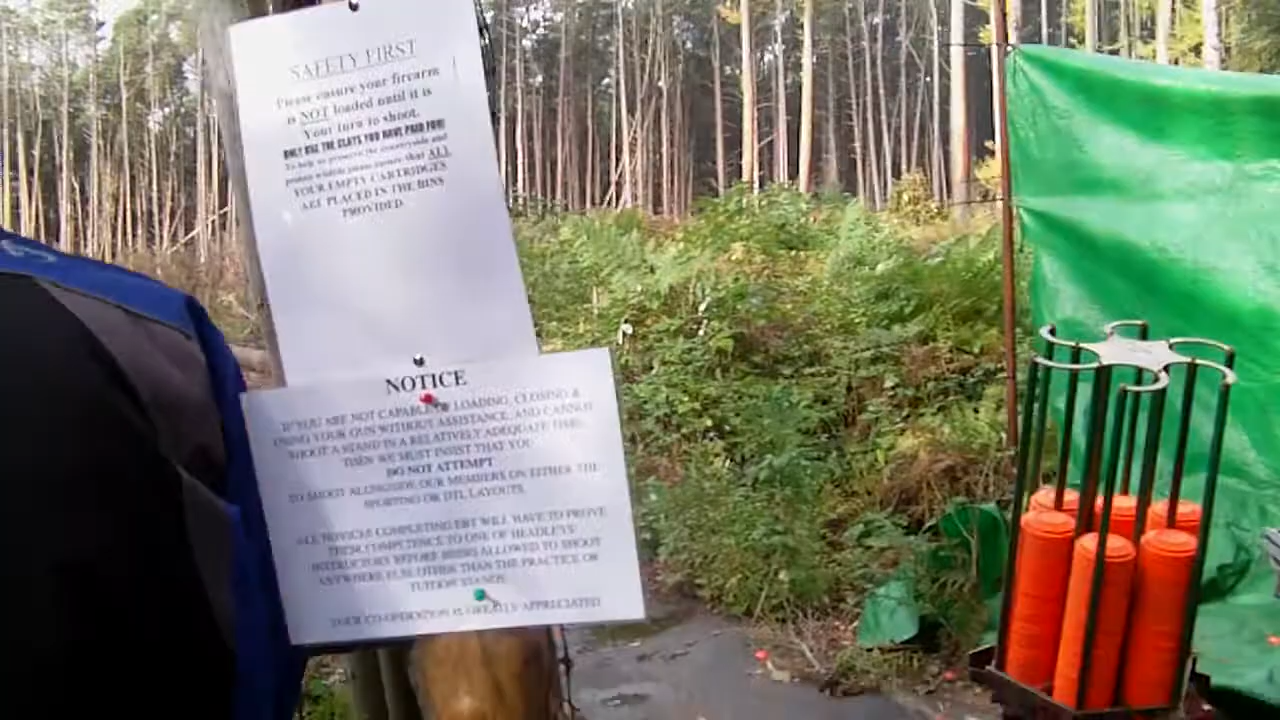 SAFETY FIRST
Please ensure your firearm
is NOT loaded until it is
Your turn to shoot.
ONLY USE THE CLAYS YOU HAVE PAID FOR!
To help us preserve the countryside and
protect wildlife please ensure that ALL
YOUR EMPTY CARTRIDGES
ARE PLACED IN THE BINS
PROVIDED.
NOTICE
IF YOU ARE NOT CAPABLE OF LOADING, CLOSING &
USING YOUR GUN WITHOUT ASSISTANCE, AND CANNOT
SHOOT A STAND IN A RELATIVELY ADEQUATE TIME,
THEN WE MUST INSIST THAT YOU
DO NOT ATTEMPT
TO SHOOT ALONGSIDE OUR MEMBERS ON EITHER THE
SPORTING OR DTL LAYOUTS.
ALL NOVICES COMPLETING EBT WILL HAVE TO PROVE
THEIR COMPETENCE TO ONE OF HEADLEYS'
INSTRUCTORS BEFORE BEING ALLOWED TO SHOOT
ANYWHERE ELSE OTHER THAN THE PRACTICE OR
TUITION STANDS.
YOUR CO-OPERATION IS GREATLY APPRECIATED